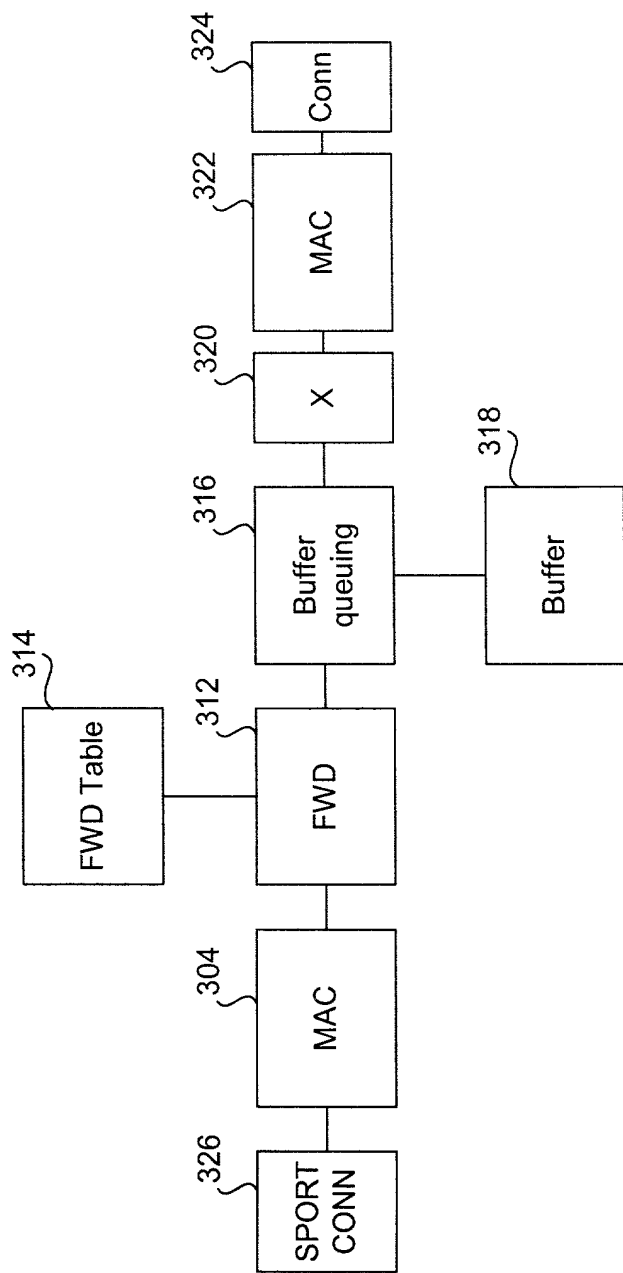 326
SPORT
CONN
304
MAC
314
FWD Table
312
FWD
316
Buffer
queuing
318
Buffer
320
X
322
MAC
324
Conn